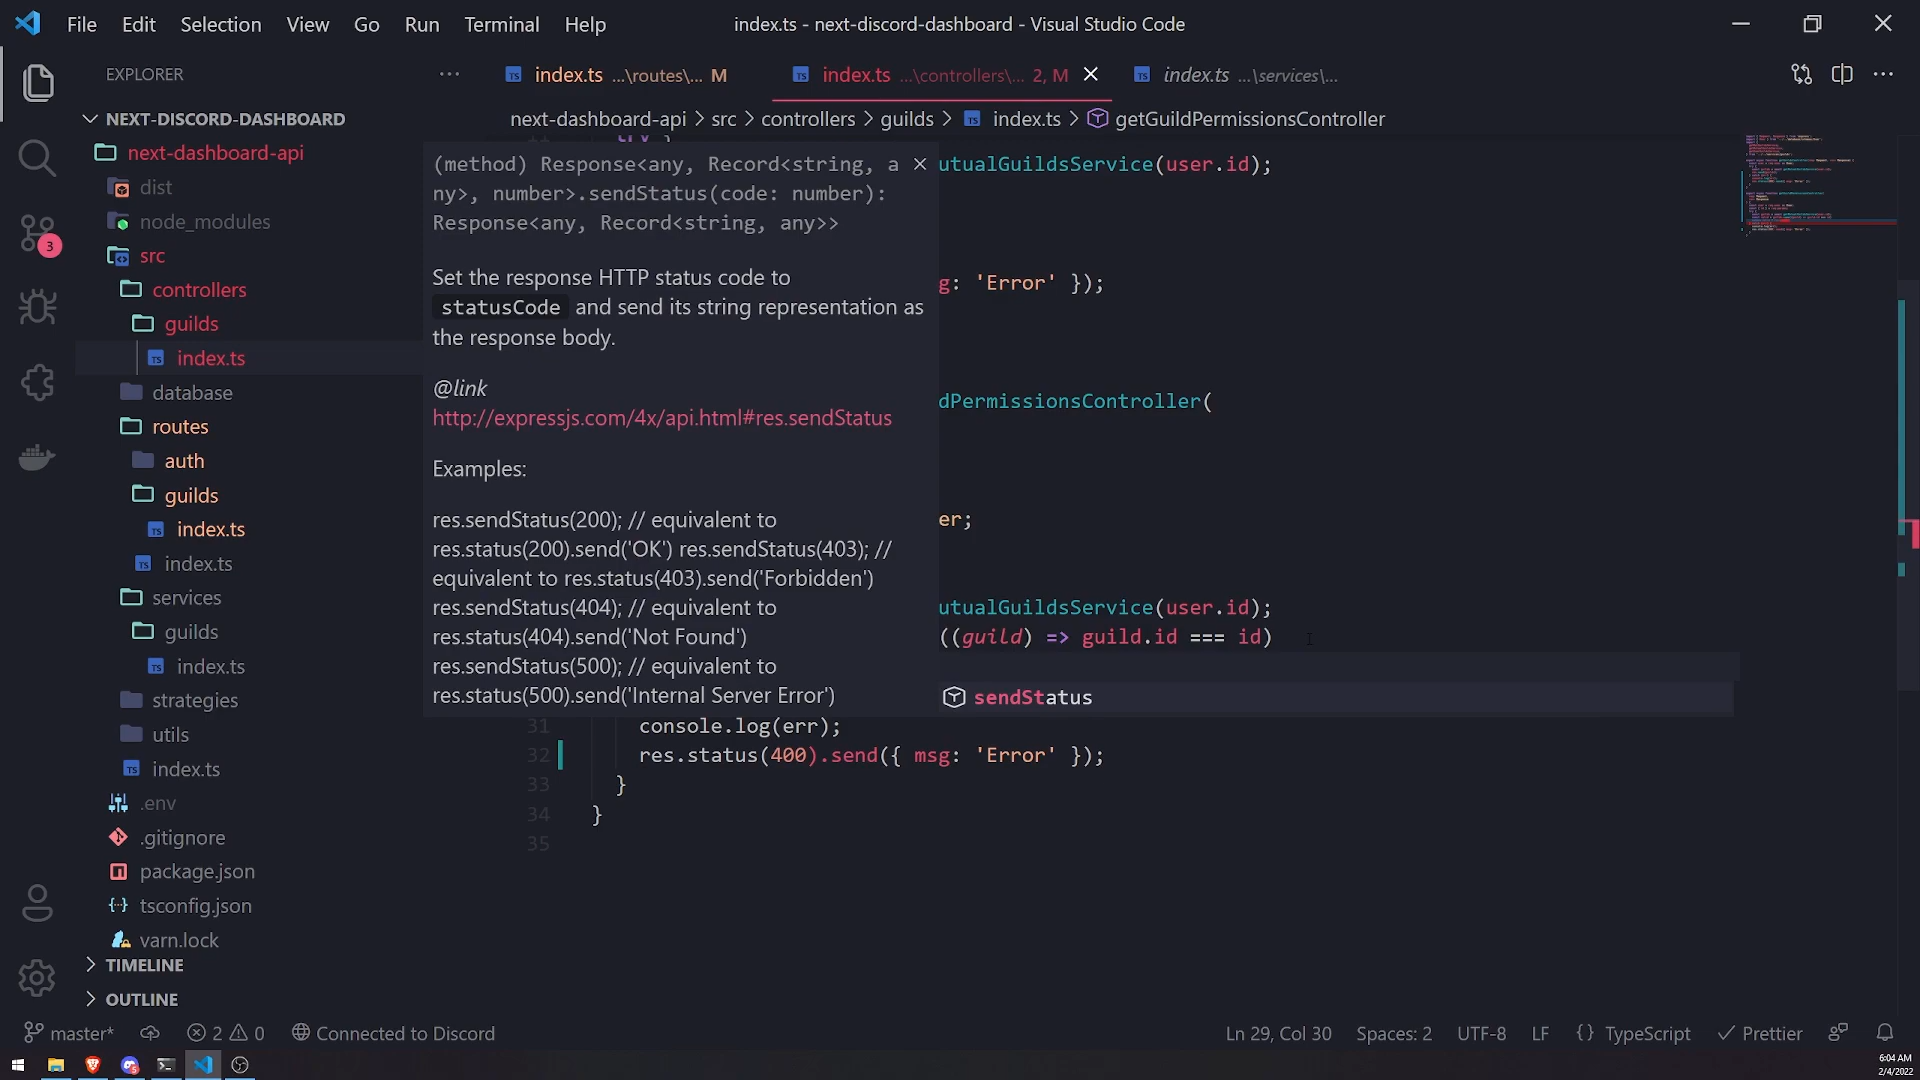 File Edit Selection View Go Run Terminal Help
index.ts - next-discord-dashboard - Visual Studio Code
EXPLORER
index.ts ...\routes\... M
index.ts ...\controllers\... 2, M
index.ts ...\services\...
NEXT-DISCORD-DASHBOARD
next-dashboard-api > src > controllers > guilds > index.ts > getGuildPermissionsController
next-dashboard-api
dist
node_modules
src
controllers
guilds
index.ts
database
routes
auth
guilds
index.ts
index.ts
services
guilds
index.ts
strategies
utils
index.ts
.env
.gitignore
package.json
tsconfig.json
yarn.lock
TIMELINE
OUTLINE
3
(method) Response<any, Record<string, a
ny>, number>.sendStatus(code: number):
Response<any, Record<string, any>>
Set the response HTTP status code to
statusCode and send its string representation as
the response body.
@link
http://expressjs.com/4x/api.html#res.sendStatus
Examples:
res.sendStatus(200); // equivalent to
res.status(200).send('OK') res.sendStatus(403); //
equivalent to res.status(403).send('Forbidden')
res.sendStatus(404); // equivalent to
res.status(404).send('Not Found')
res.sendStatus(500); // equivalent to
res.status(500).send('Internal Server Error')
try {
utualGuildsService(user.id);
g: 'Error' });
dPermissionsController(
er;
utualGuildsService(user.id);
((guild) => guild.id === id)
sendStatus
31 console.log(err);
32 res.status(400).send({ msg: 'Error' });
33 }
34 }
35
master* 2 0 Connected to Discord
Ln 29, Col 30 Spaces: 2 UTF-8 LF {} TypeScript Prettier
6:04 AM
2/4/2022